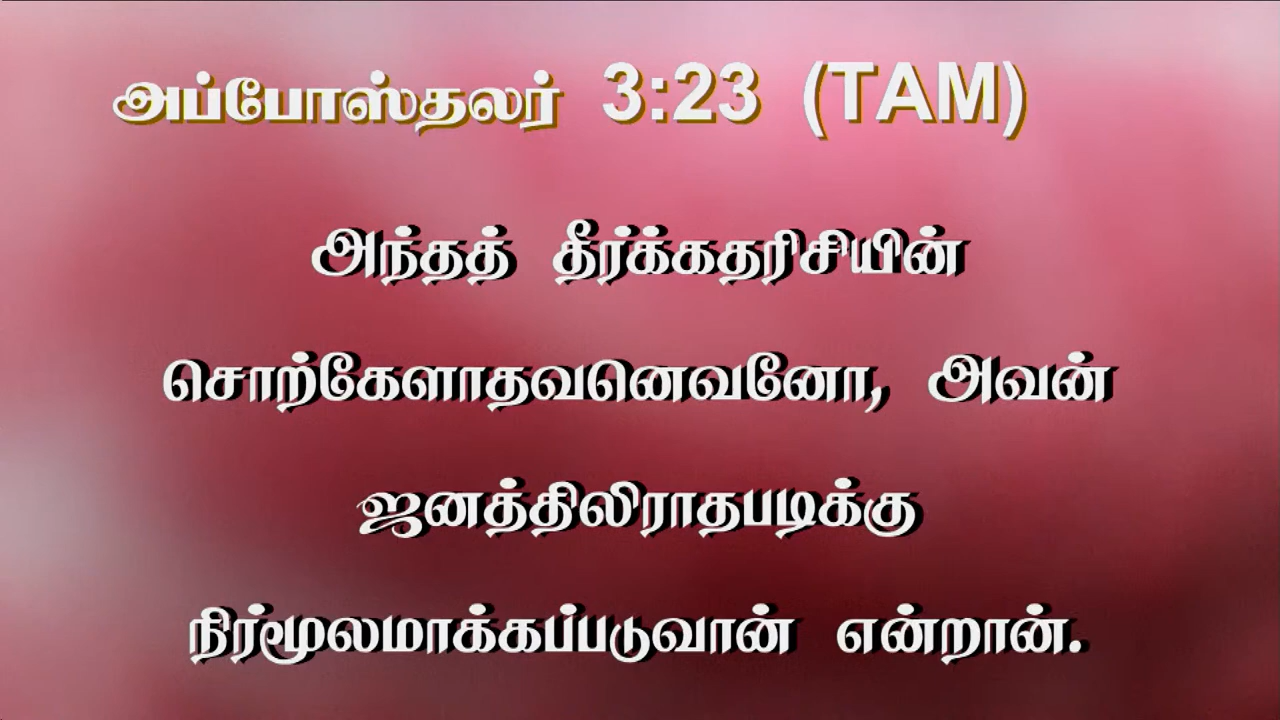 அப்போஸ்தலர் 3:23 (TAM)
அந்தத் தீர்க்கதரிசியின்
சொற்கேளாதவனெவனோ, அவன்
ஜனத்திலிராதபடிக்கு
நிர்மூலமாக்கப்படுவான் என்றான்.